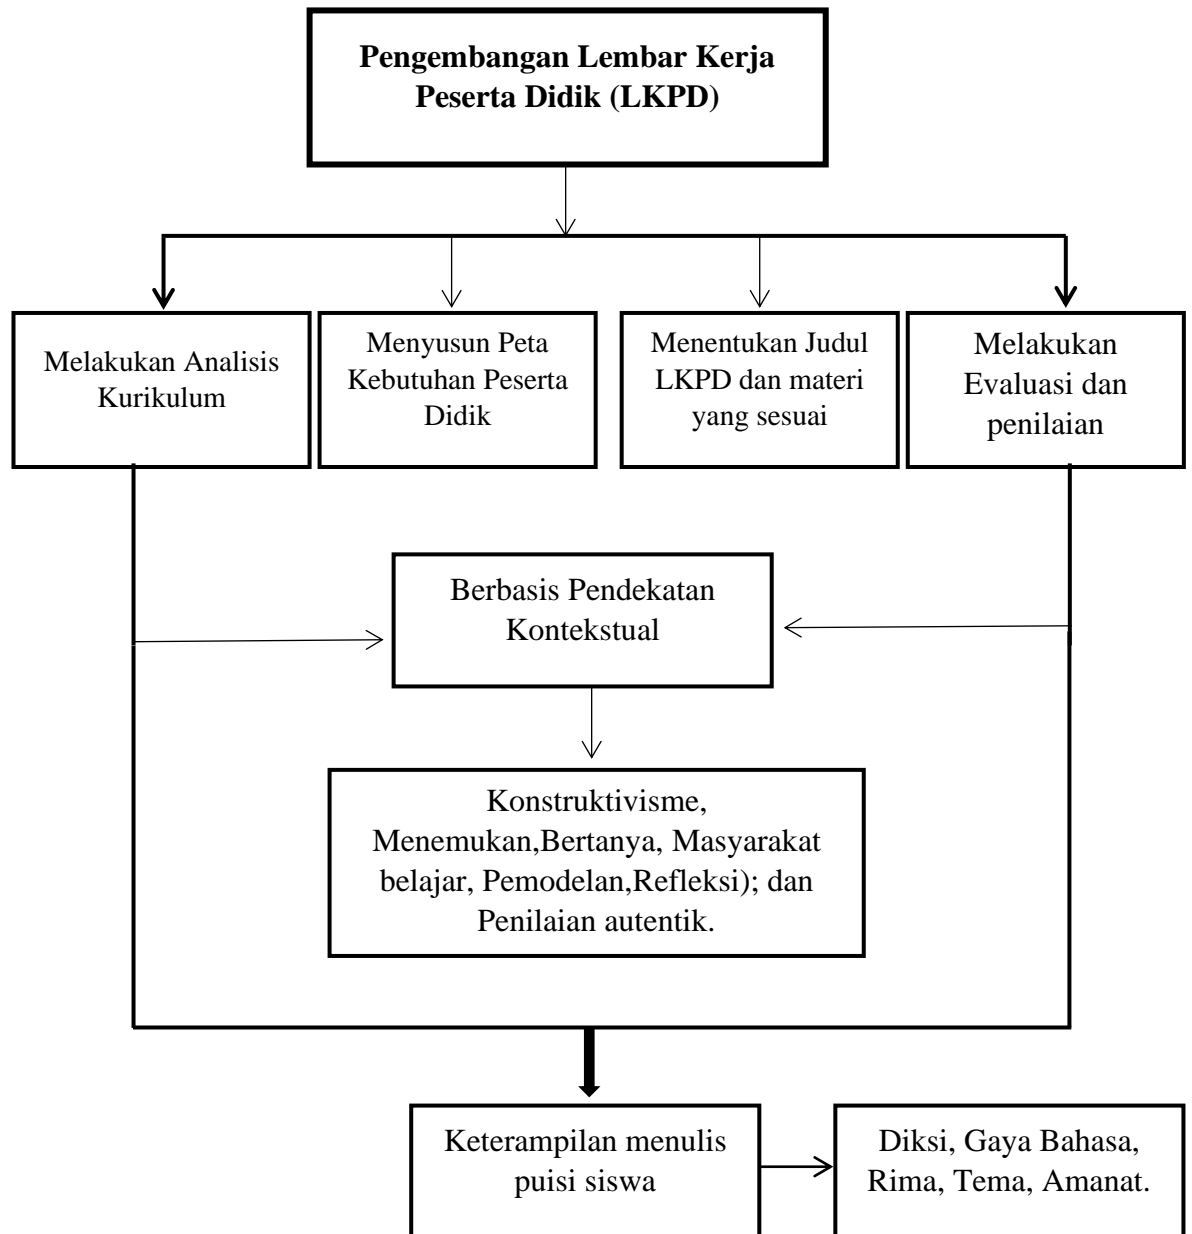 Pengembangan Lembar Kerja
Peserta Didik (LKPD)
Melakukan Analisis
Kurikulum
Menyusun Peta
Kebutuhan Peserta
Didik
Menentukan Judul
LKPD dan materi
yang sesuai
Melakukan
Evaluasi dan
penilaian
Berbasis Pendekatan
Kontekstual
Konstruktivisme,
Menemukan,Bertanya, Masyarakat
belajar, Pemodelan,Refleksi); dan
Penilaian autentik.
Keterampilan menulis
puisi siswa
Diksi, Gaya Bahasa,
Rima, Tema, Amanat.